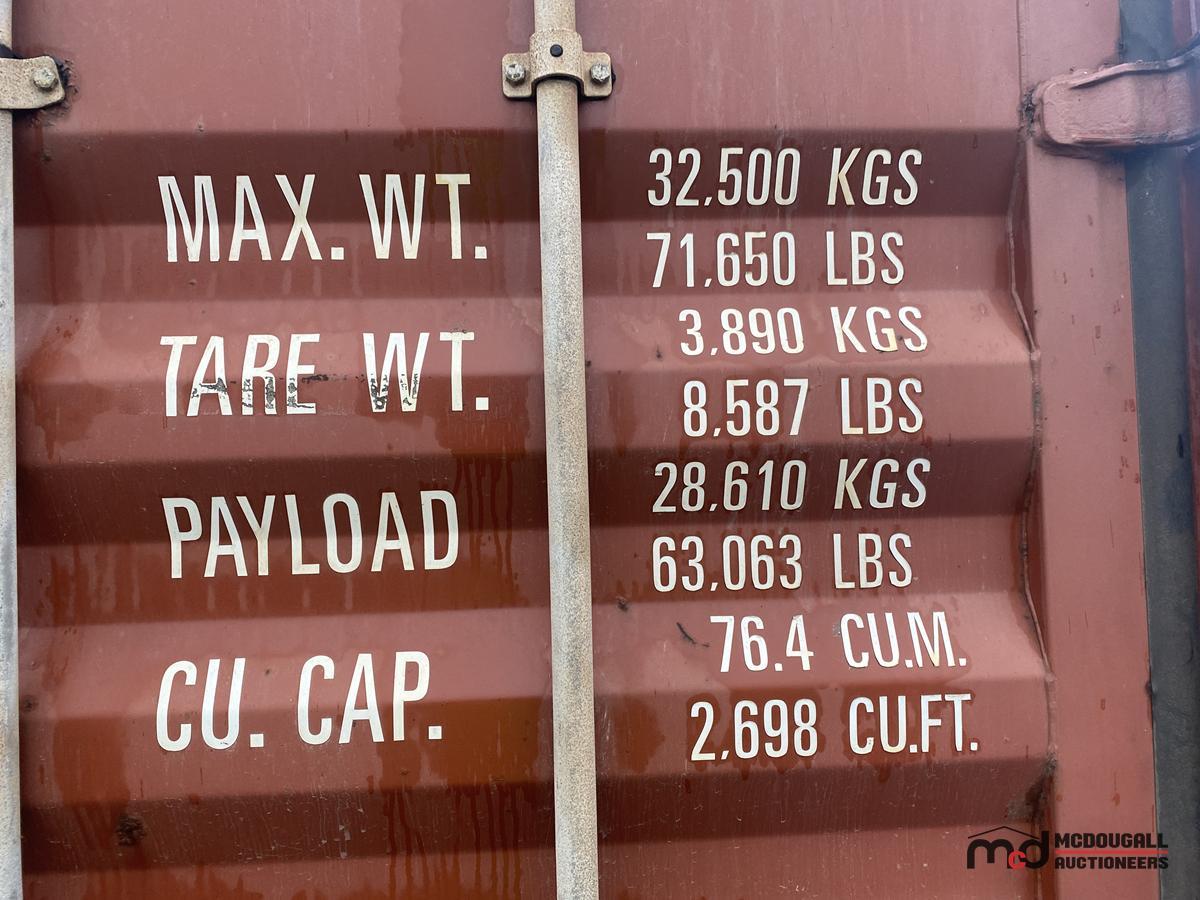 MAX. WT. 32,500 KGS
71,650 LBS
TARE WT. 3,890 KGS
8,587 LBS
PAYLOAD 28,610 KGS
63,063 LBS
CU. CAP. 76.4 CU.M.
2,698 CU.FT.
mcd MCDOUGALL
AUCTIONEERS